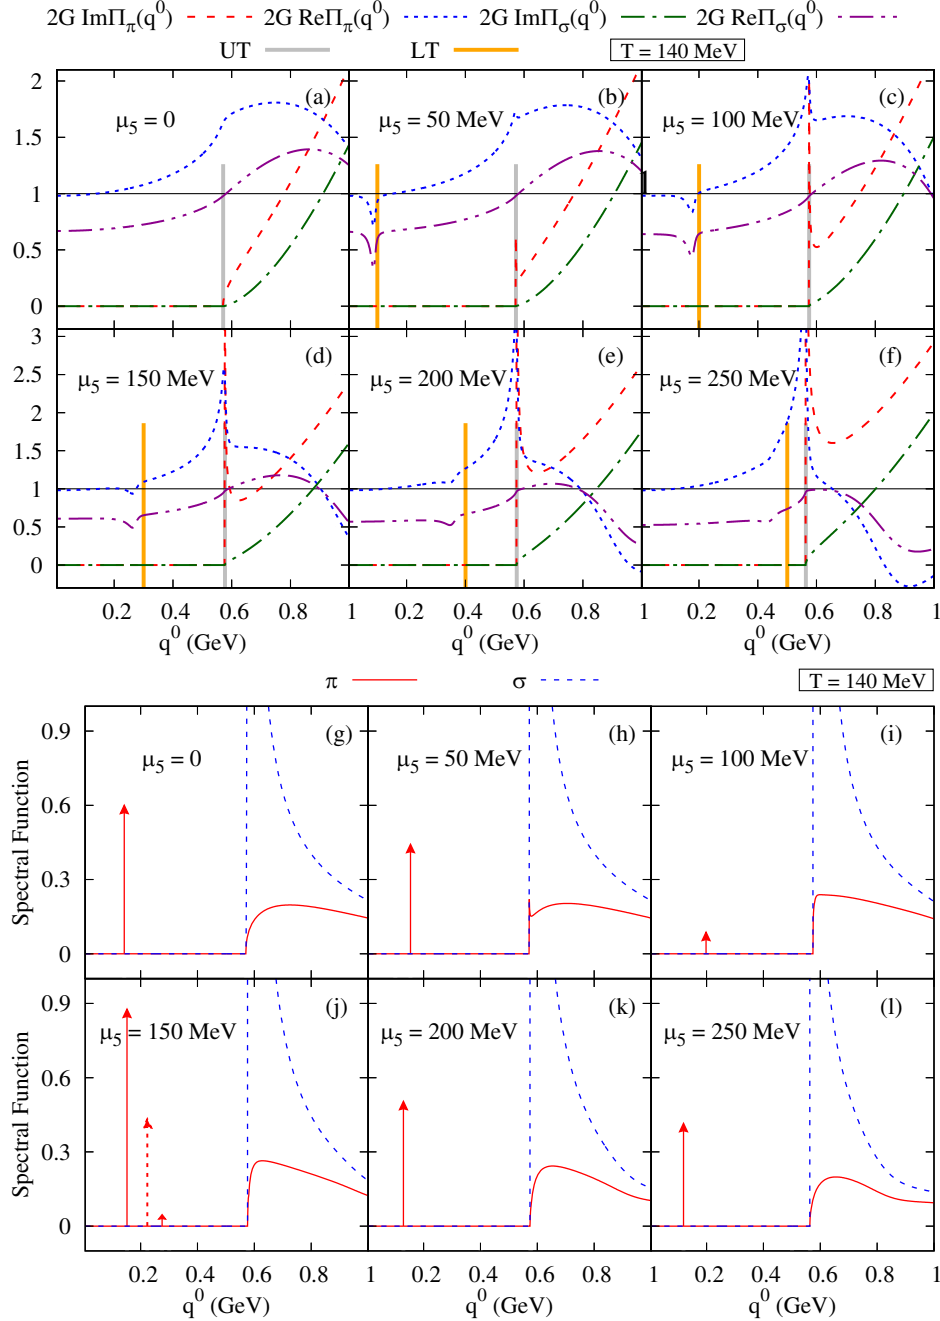 2G ImΠπ(q⁰) 2G ReΠπ(q⁰) 2G ImΠσ(q⁰) 2G ReΠσ(q⁰)
UT LT T = 140 MeV
2
1.5
1
0.5
0
(a)
μ₅ = 0
(b)
μ₅ = 50 MeV
(c)
μ₅ = 100 MeV
3
2.5
2
1.5
1
0.5
0
(d)
μ₅ = 150 MeV
(e)
μ₅ = 200 MeV
(f)
μ₅ = 250 MeV
0.2 0.4 0.6 0.8 1 0.2 0.4 0.6 0.8 1 0.2 0.4 0.6 0.8 1
q⁰ (GeV) q⁰ (GeV) q⁰ (GeV)
π σ T = 140 MeV
Spectral Function
0.9
0.6
0.3
0
(g)
μ₅ = 0
(h)
μ₅ = 50 MeV
(i)
μ₅ = 100 MeV
Spectral Function
0.9
0.6
0.3
0
(j)
μ₅ = 150 MeV
(k)
μ₅ = 200 MeV
(l)
μ₅ = 250 MeV
0.2 0.4 0.6 0.8 1 0.2 0.4 0.6 0.8 1 0.2 0.4 0.6 0.8 1
q⁰ (GeV) q⁰ (GeV) q⁰ (GeV)